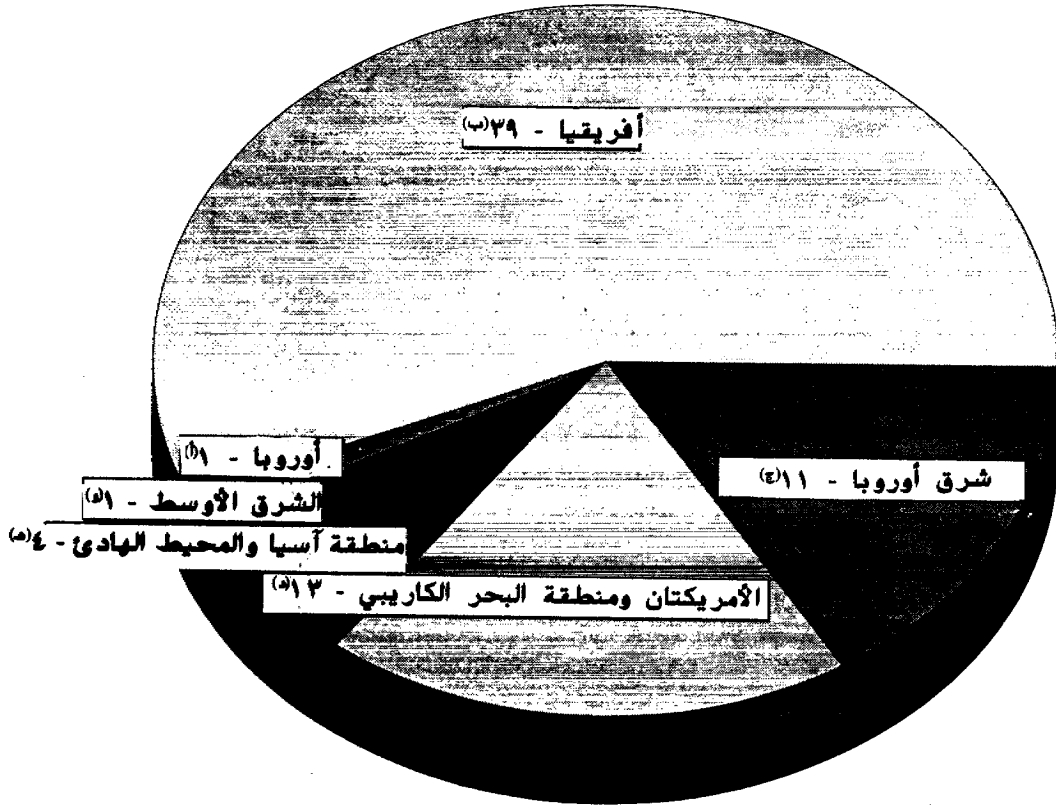 أفريقيا - ٣٩(ب)
أوروبا - ١(أ)
شرق أوروبا - ١١(ج)
الشرق الأوسط - ١(و)
منطقة آسيا والمحيط الهادئ - ٤(ه)
الأمريكتان ومنطقة البحر الكاريبي - ١٣(د)